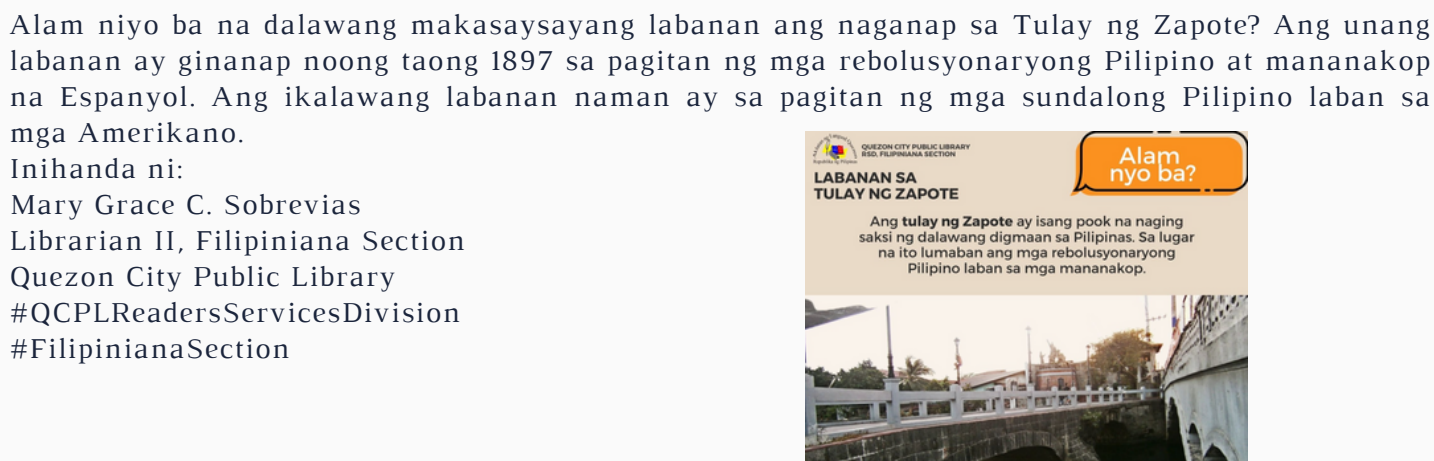 Alam niyo ba na dalawang makasaysayang labanan ang naganap sa Tulay ng Zapote? Ang unang
labanan ay ginanap noong taong 1897 sa pagitan ng mga rebolusyonaryong Pilipino at mananakop
na Espanyol. Ang ikalawang labanan naman ay sa pagitan ng mga sundalong Pilipino laban sa
mga Amerikano.
Inihanda ni:
Mary Grace C. Sobrevias
Librarian II, Filipiniana Section
Quezon City Public Library
#QCPLReadersServicesDivision
#FilipinianaSection
QUEZON CITY PUBLIC LIBRARY
RSD, FILIPINIANA SECTION
Alam
nyo ba?
LABANAN SA
TULAY NG ZAPOTE
Ang tulay ng Zapote ay isang pook na naging
saksi ng dalawang digmaan sa Pilipinas. Sa lugar
na ito lumaban ang mga rebolusyonaryong
Pilipino laban sa mga mananakop.